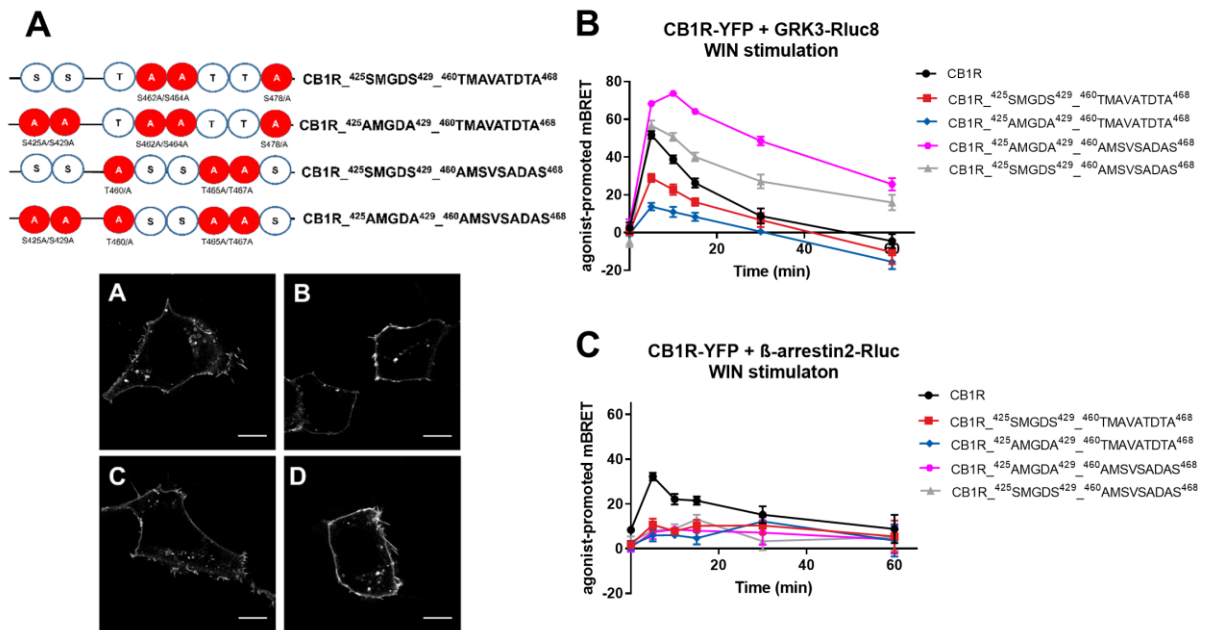 A
S S T A A T T A CB1R_⁴²⁵SMGDS⁴²⁹_⁴⁶⁰TMAVATDTA⁴⁶⁸
S462A/S464A S478/A
A A T A A T T A CB1R_⁴²⁵AMGDA⁴²⁹_⁴⁶⁰TMAVATDTA⁴⁶⁸
S425A/S429A S462A/S464A S478/A
S S A S S A A S CB1R_⁴²⁵SMGDS⁴²⁹_⁴⁶⁰AMSVSADAS⁴⁶⁸
T460/A T465A/T467A
A A A S S A A S CB1R_⁴²⁵AMGDA⁴²⁹_⁴⁶⁰AMSVSADAS⁴⁶⁸
S425A/S429A T460/A T465A/T467A
A
B
C
D
B
CB1R-YFP + GRK3-Rluc8
WIN stimulation
agonist-promoted mBRET
80
60
40
20
0
-20
20
40
60
Time (min)
CB1R
CB1R_⁴²⁵SMGDS⁴²⁹_⁴⁶⁰TMAVATDTA⁴⁶⁸
CB1R_⁴²⁵AMGDA⁴²⁹_⁴⁶⁰TMAVATDTA⁴⁶⁸
CB1R_⁴²⁵AMGDA⁴²⁹_⁴⁶⁰AMSVSADAS⁴⁶⁸
CB1R_⁴²⁵SMGDS⁴²⁹_⁴⁶⁰AMSVSADAS⁴⁶⁸
C
CB1R-YFP + ß-arrestin2-Rluc
WIN stimulaton
agonist-promoted mBRET
60
40
20
0
-20
20
40
60
Time (min)
CB1R
CB1R_⁴²⁵SMGDS⁴²⁹_⁴⁶⁰TMAVATDTA⁴⁶⁸
CB1R_⁴²⁵AMGDA⁴²⁹_⁴⁶⁰TMAVATDTA⁴⁶⁸
CB1R_⁴²⁵AMGDA⁴²⁹_⁴⁶⁰AMSVSADAS⁴⁶⁸
CB1R_⁴²⁵SMGDS⁴²⁹_⁴⁶⁰AMSVSADAS⁴⁶⁸